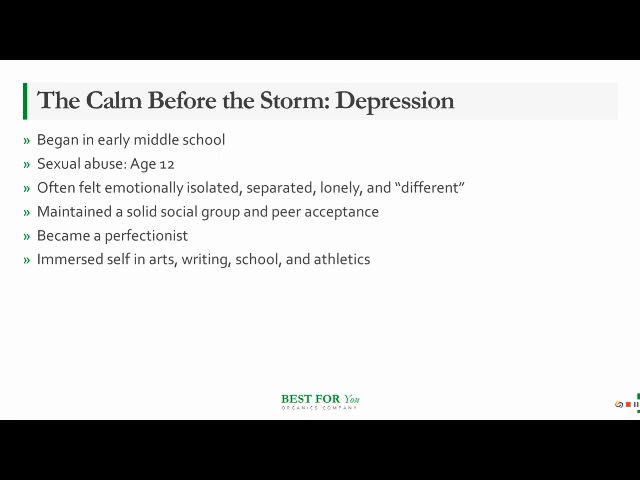 The Calm Before the Storm: Depression
» Began in early middle school
» Sexual abuse: Age 12
» Often felt emotionally isolated, separated, lonely, and “different”
» Maintained a solid social group and peer acceptance
» Became a perfectionist
» Immersed self in arts, writing, school, and athletics
BEST FOR You
ORGANICS COMPANY